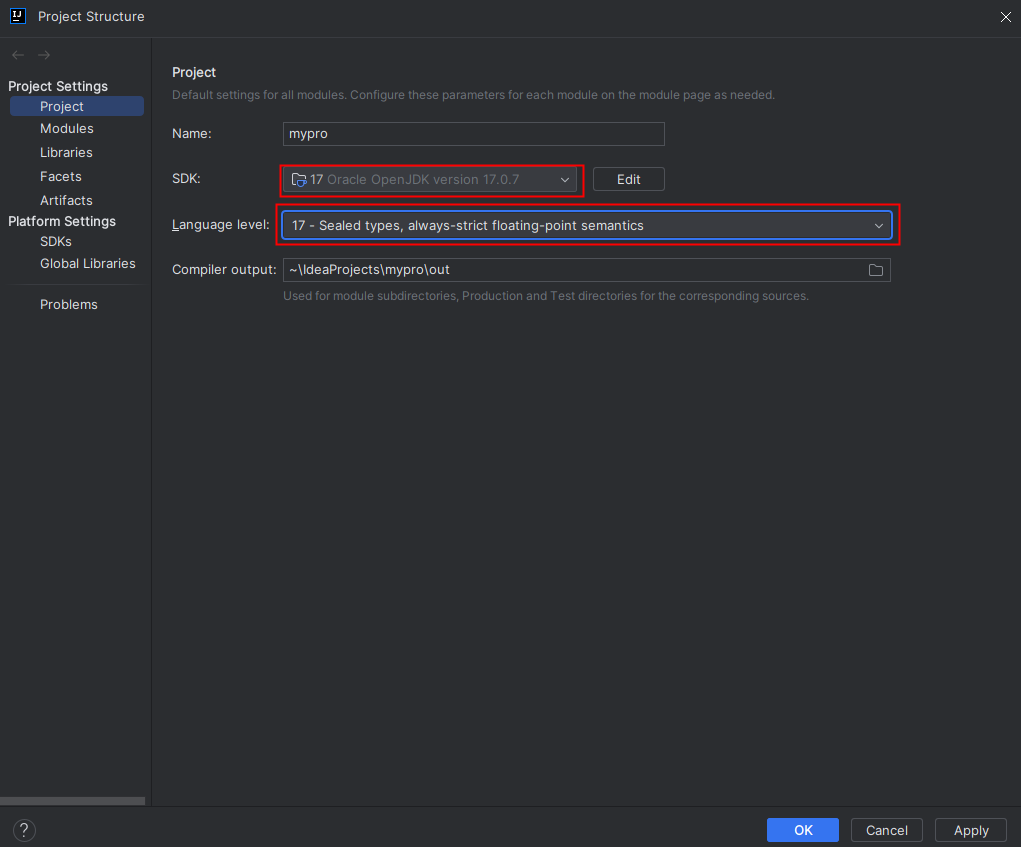 IJ
Project Structure
Project Settings
Project
Modules
Libraries
Facets
Artifacts
Platform Settings
SDKs
Global Libraries
Problems
Project
Default settings for all modules. Configure these parameters for each module on the module page as needed.
Name: mypro
SDK: 17 Oracle OpenJDK version 17.0.7 Edit
Language level: 17 - Sealed types, always-strict floating-point semantics
Compiler output: ~\IdeaProjects\mypro\out
Used for module subdirectories, Production and Test directories for the corresponding sources.
? OK Cancel Apply